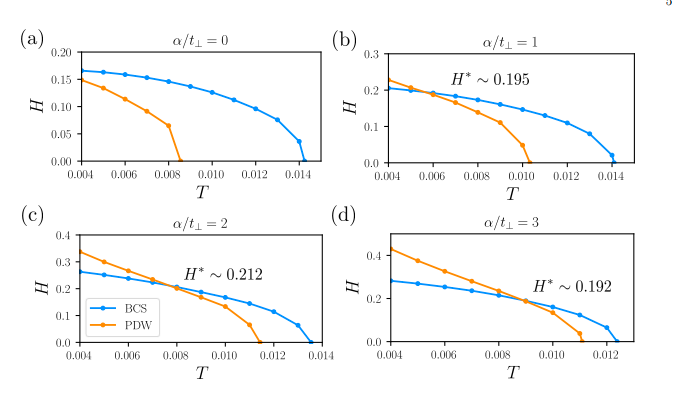 5
(a)
α/t⊥ = 0
H
0.20
0.15
0.10
0.05
0.00
0.004 0.006 0.008 0.010 0.012 0.014
T
(b)
α/t⊥ = 1
H* ∼ 0.195
H
0.3
0.2
0.1
0.0
0.004 0.006 0.008 0.010 0.012 0.014
T
(c)
α/t⊥ = 2
H* ∼ 0.212
H
0.4
0.3
0.2
0.1
0.0
BCS
PDW
0.004 0.006 0.008 0.010 0.012 0.014
T
(d)
α/t⊥ = 3
H* ∼ 0.192
H
0.4
0.2
0.0
0.004 0.006 0.008 0.010 0.012
T